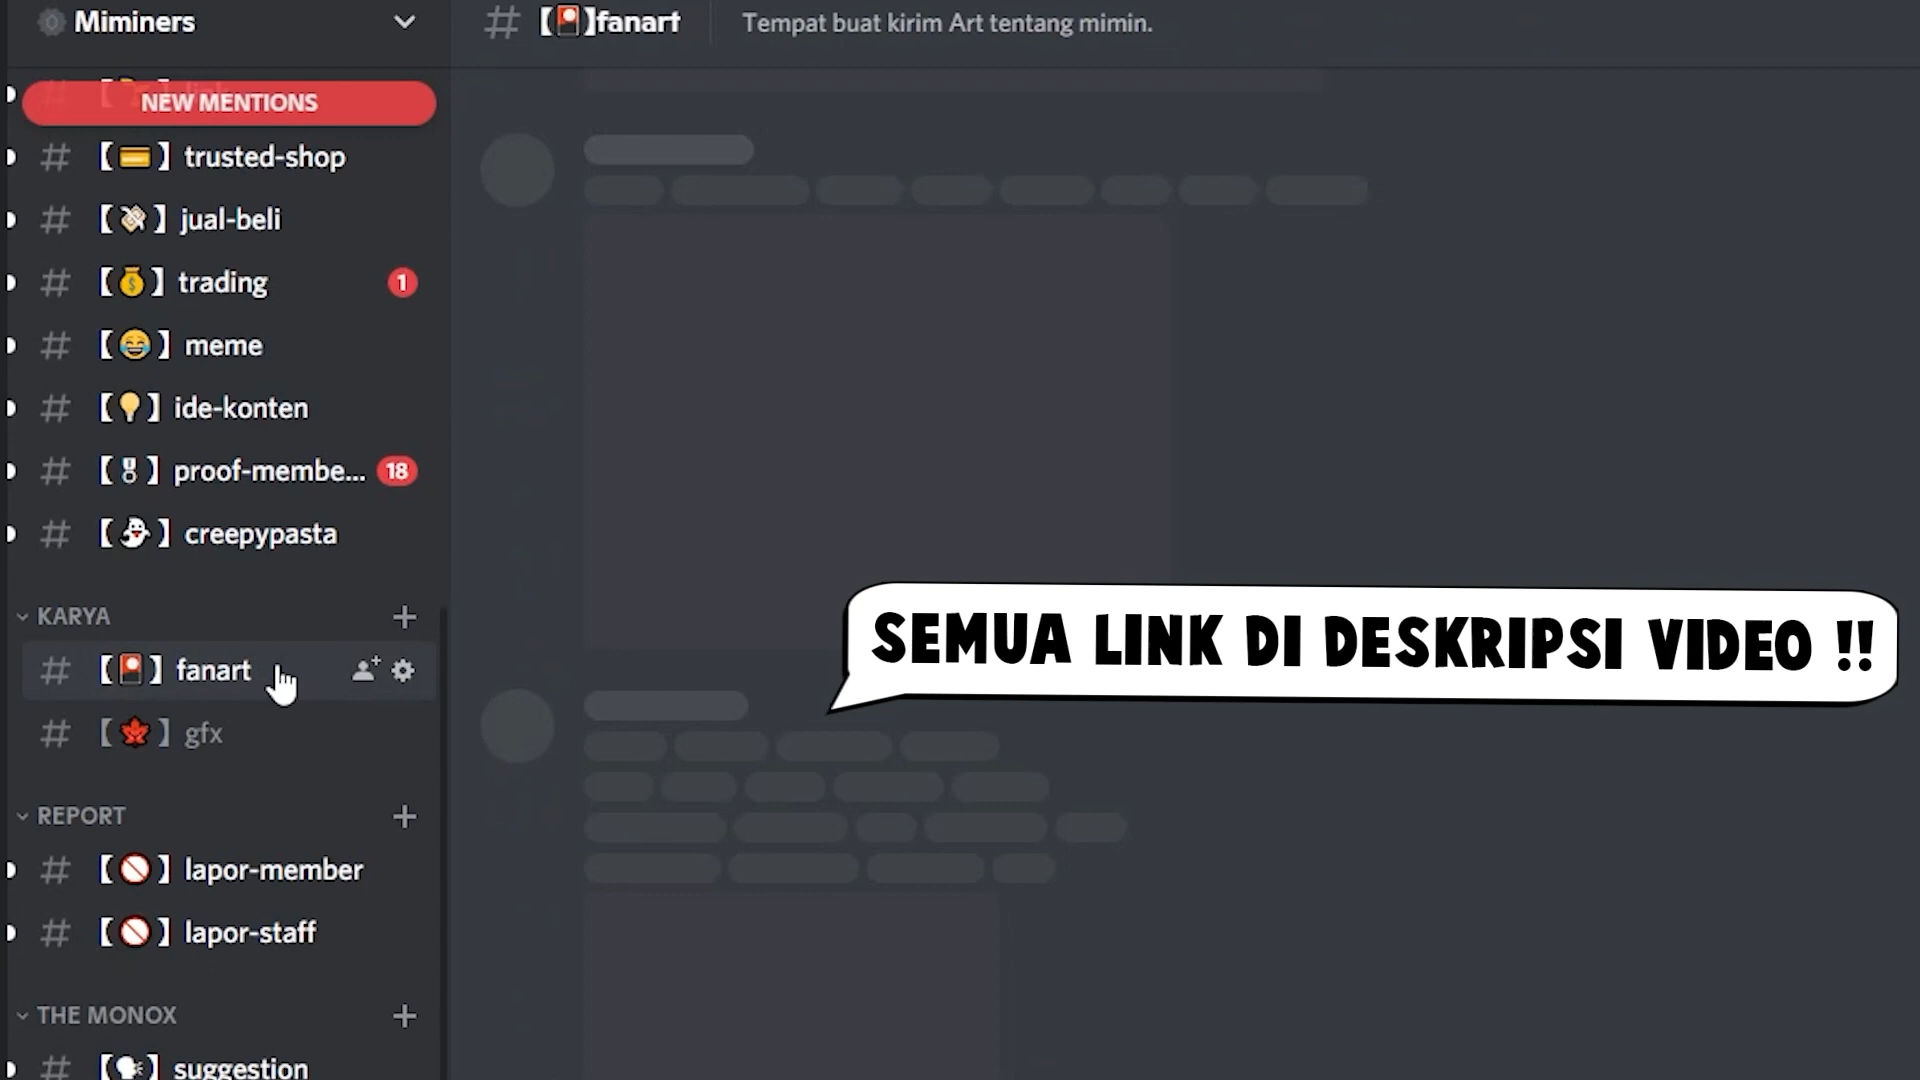 Miminers
NEW MENTIONS
【💳】trusted-shop
【💸】jual-beli
【💰】trading 1
【😂】meme
【💡】ide-konten
【🎖】proof-membe... 18
【👻】creepypasta
KARYA
【🎴】fanart
【🍁】gfx
REPORT
【🚫】lapor-member
【🚫】lapor-staff
THE MONOX
【🗣】suggestion
【🎴】fanart Tempat buat kirim Art tentang mimin.
SEMUA LINK DI DESKRIPSI VIDEO !!